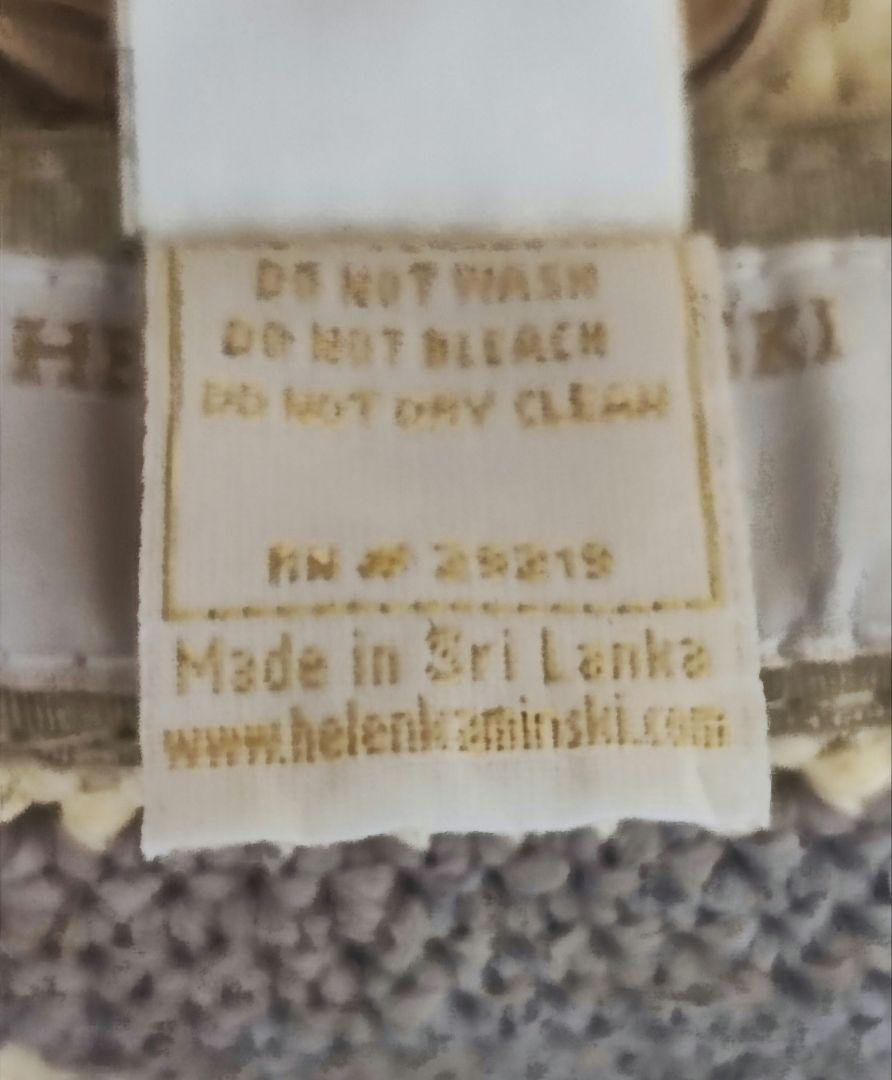 DO NOT WASH
DO NOT BLEACH
DO NOT DRY CLEAN
RN # 29219
Made in Sri Lanka
www.helenkaminski.com